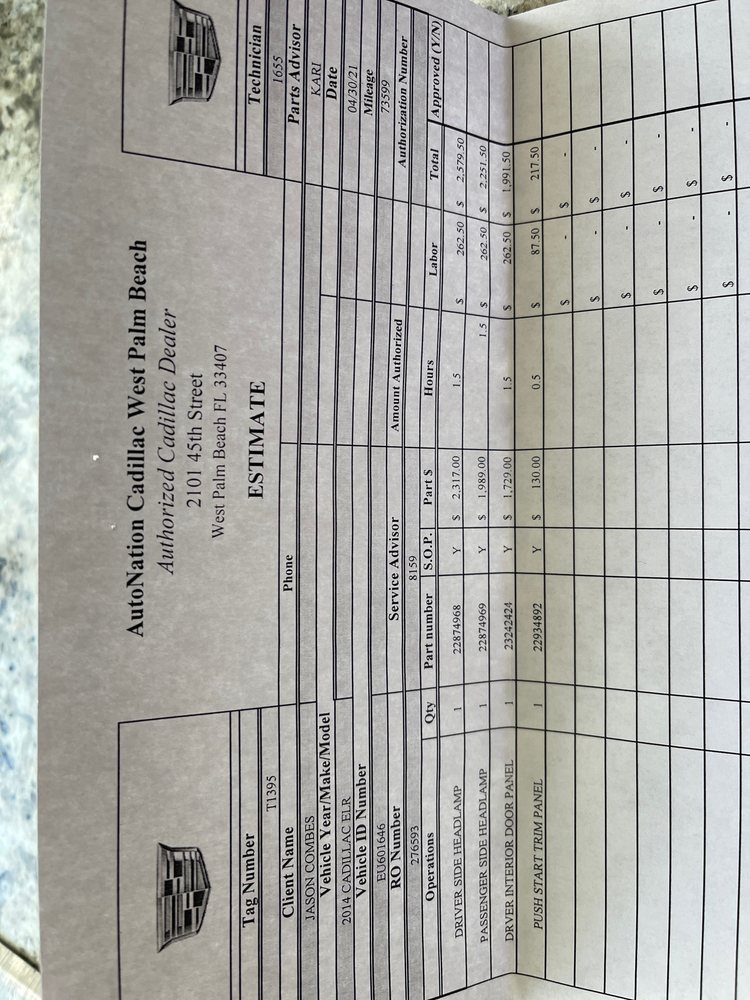 AutoNation Cadillac West Palm Beach
Authorized Cadillac Dealer
2101 45th Street
West Palm Beach FL 33407
ESTIMATE
Tag Number Technician
T1395 1655
Client Name Phone Parts Advisor
JASON COMBES KARI
Vehicle Year/Make/Model Date
2014 CADILLAC ELR 04/30/21
Vehicle ID Number Mileage
EU601646 73599
RO Number Service Advisor Amount Authorized Authorization Number
276593 8159
Operations Qty Part number S.O.P. Part $ Hours Labor Total Approved (Y/N)
DRIVER SIDE HEADLAMP 1 22874968 Y $ 2,317.00 1.5 $ 262.50 $ 2,579.50
PASSENGER SIDE HEADLAMP 1 22874969 Y $ 1,989.00 1.5 $ 262.50 $ 2,251.50
DRVER INTERIOR DOOR PANEL 1 23242424 Y $ 1,729.00 1.5 $ 262.50 $ 1,991.50
PUSH START TRIM PANEL 1 22934892 Y $ 130.00 0.5 $ 87.50 $ 217.50
$ - $ -
$ - $ -
$ - $ -
$ - $ -
$ - $ -
$ - $ -